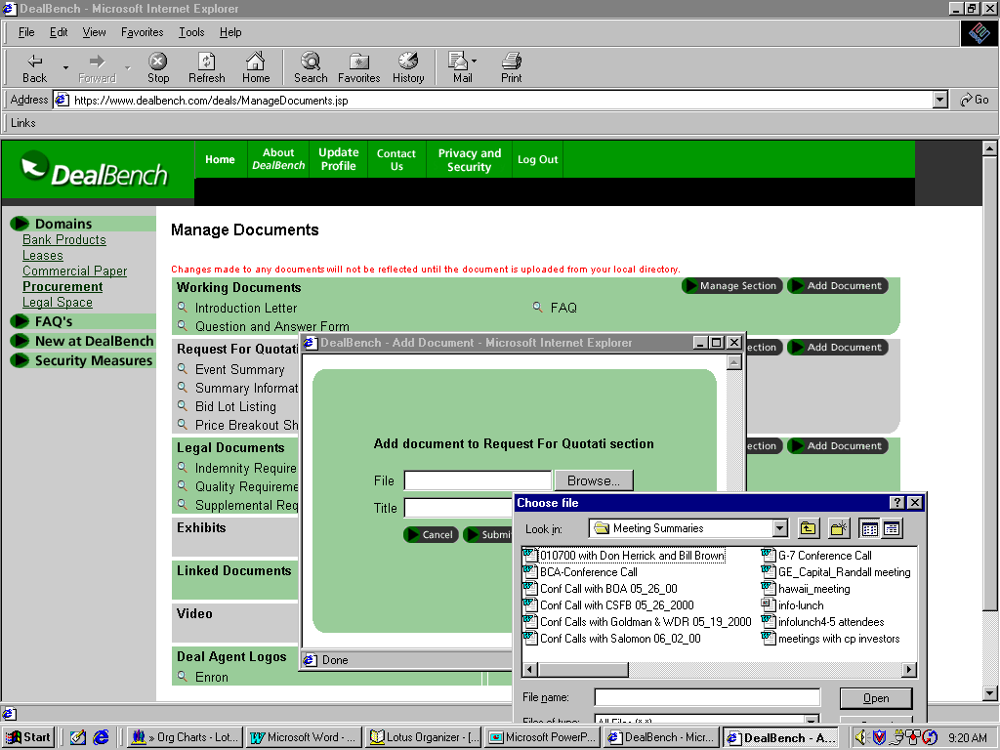 DealBench - Microsoft Internet Explorer
File Edit View Favorites Tools Help
Back Forward Stop Refresh Home Search Favorites History Mail Print
Address https://www.dealbench.com/deals/ManageDocuments.jsp Go
Links
DealBench
Home About DealBench Update Profile Contact Us Privacy and Security Log Out
Domains
Bank Products
Leases
Commercial Paper
Procurement
Legal Space
FAQ's
New at DealBench
Security Measures
Manage Documents
Changes made to any documents will not be reflected until the document is uploaded from your local directory.
Working Documents Manage Section Add Document
Introduction Letter FAQ
Question and Answer Form
Request For Quotati ection Add Document
Event Summary
Summary Informat
Bid Lot Listing
Price Breakout Sh
Legal Documents ection Add Document
Indemnity Require
Quality Requireme
Supplemental Req
Exhibits
Linked Documents
Video
Deal Agent Logos
Enron
DealBench - Add Document - Microsoft Internet Explorer
Add document to Request For Quotati section
File Browse...
Title
Cancel Submi
Done
Choose file
Look in: Meeting Summaries
010700 with Don Herrick and Bill Brown
BCA-Conference Call
Conf Call with BOA 05_26_00
Conf Call with CSFB 05_26_2000
Conf Calls with Goldman & WDR 05_19_2000
Conf Calls with Salomon 06_02_00
G-7 Conference Call
GE_Capital_Randall meeting
hawaii_meeting
info-lunch
infolunch4-5 attendees
meetings with cp investors
File name: Open
Files of type: All Files (*.*)
Start » Org Charts - Lot... Microsoft Word - ... Lotus Organizer - [... Microsoft PowerP... DealBench - Micr... DealBench - A... 9:20 AM